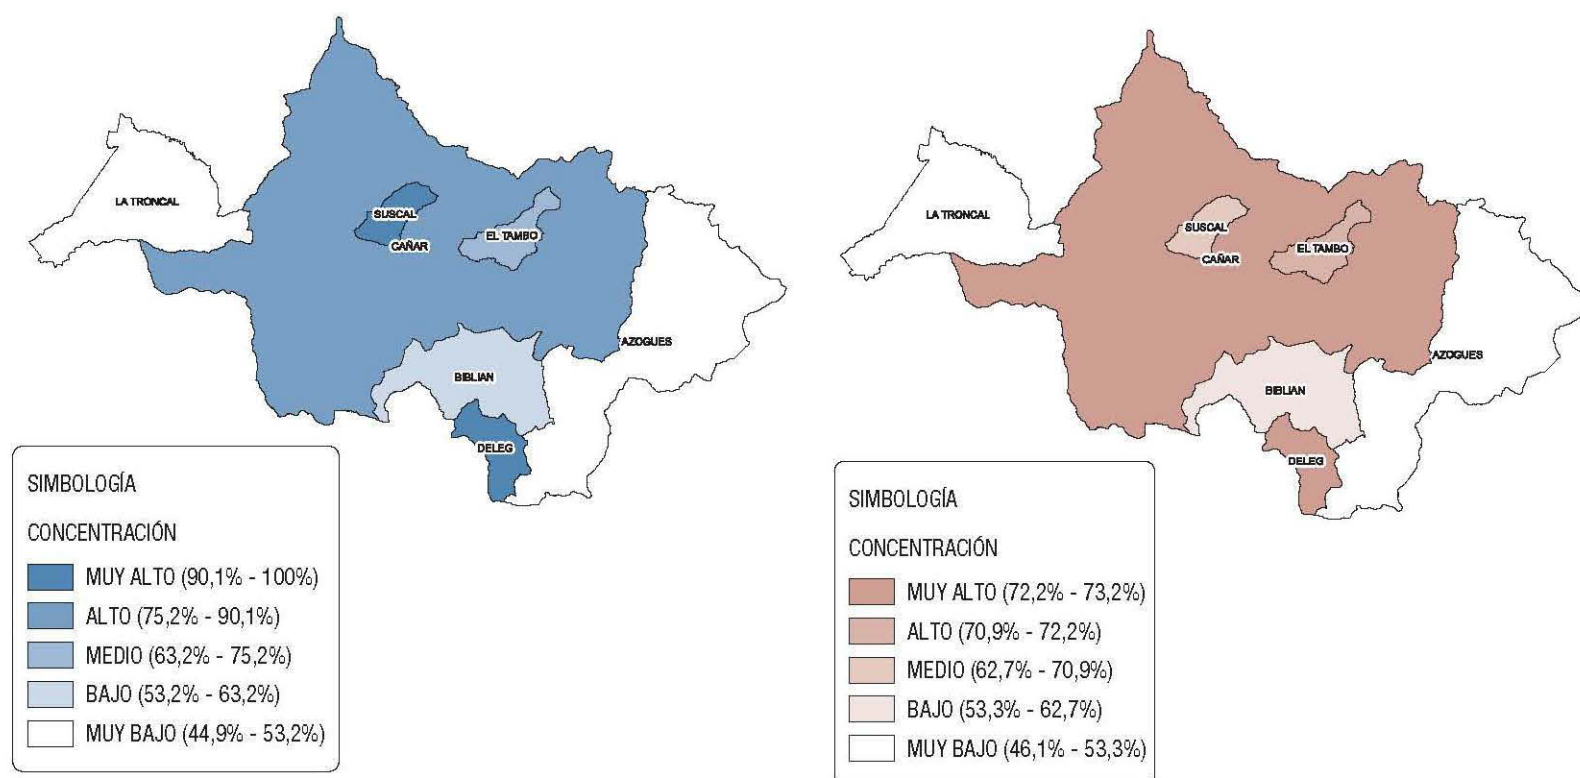 LA TRONCAL
SUSCAL
CAÑAR
EL TAMBO
AZOGUES
BIBLIAN
DELEG
SIMBOLOGÍA
CONCENTRACIÓN
MUY ALTO (90,1% - 100%)
ALTO (75,2% - 90,1%)
MEDIO (63,2% - 75,2%)
BAJO (53,2% - 63,2%)
MUY BAJO (44,9% - 53,2%)
LA TRONCAL
SUSCAL
CAÑAR
EL TAMBO
AZOGUES
BIBLIAN
DELEG
SIMBOLOGÍA
CONCENTRACIÓN
MUY ALTO (72,2% - 73,2%)
ALTO (70,9% - 72,2%)
MEDIO (62,7% - 70,9%)
BAJO (53,3% - 62,7%)
MUY BAJO (46,1% - 53,3%)